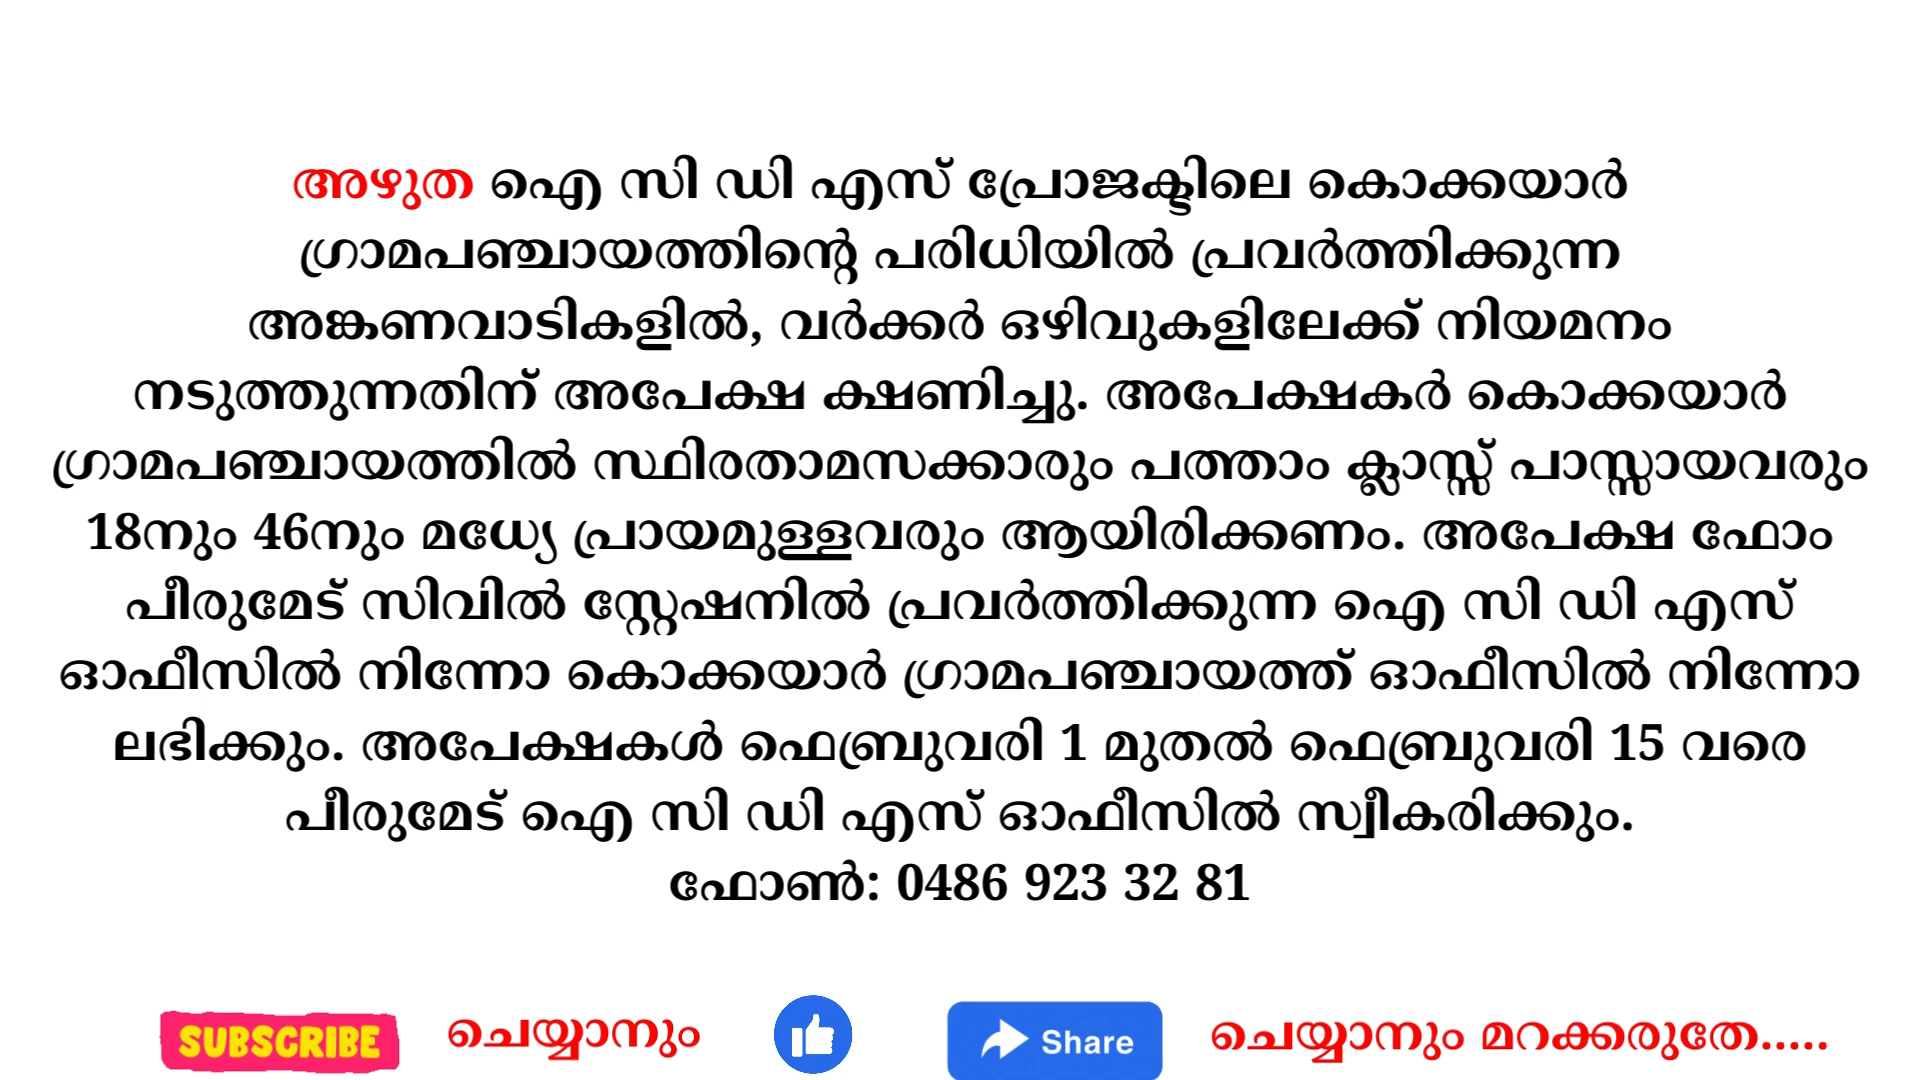 അഴുത ഐ സി ഡി എസ് പ്രോജക്ടിലെ കൊക്കയാർ
ഗ്രാമപഞ്ചായത്തിന്റെ പരിധിയിൽ പ്രവർത്തിക്കുന്ന
അങ്കണവാടികളിൽ, വർക്കർ ഒഴിവുകളിലേക്ക് നിയമനം
നടുത്തുന്നതിന് അപേക്ഷ ക്ഷണിച്ചു. അപേക്ഷകർ കൊക്കയാർ
ഗ്രാമപഞ്ചായത്തിൽ സ്ഥിരതാമസക്കാരും പത്താം ക്ലാസ്സ് പാസ്സായവരും
18നും 46നും മധ്യേ പ്രായമുള്ളവരും ആയിരിക്കണം. അപേക്ഷ ഫോം
പീരുമേട് സിവിൽ സ്റ്റേഷനിൽ പ്രവർത്തിക്കുന്ന ഐ സി ഡി എസ്
ഓഫീസിൽ നിന്നോ കൊക്കയാർ ഗ്രാമപഞ്ചായത്ത് ഓഫീസിൽ നിന്നോ
ലഭിക്കും. അപേക്ഷകൾ ഫെബ്രുവരി 1 മുതൽ ഫെബ്രുവരി 15 വരെ
പീരുമേട് ഐ സി ഡി എസ് ഓഫീസിൽ സ്വീകരിക്കും.
ഫോൺ: 0486 923 32 81
SUBSCRIBE ചെയ്യാനും Share ചെയ്യാനും മറക്കരുതേ.....